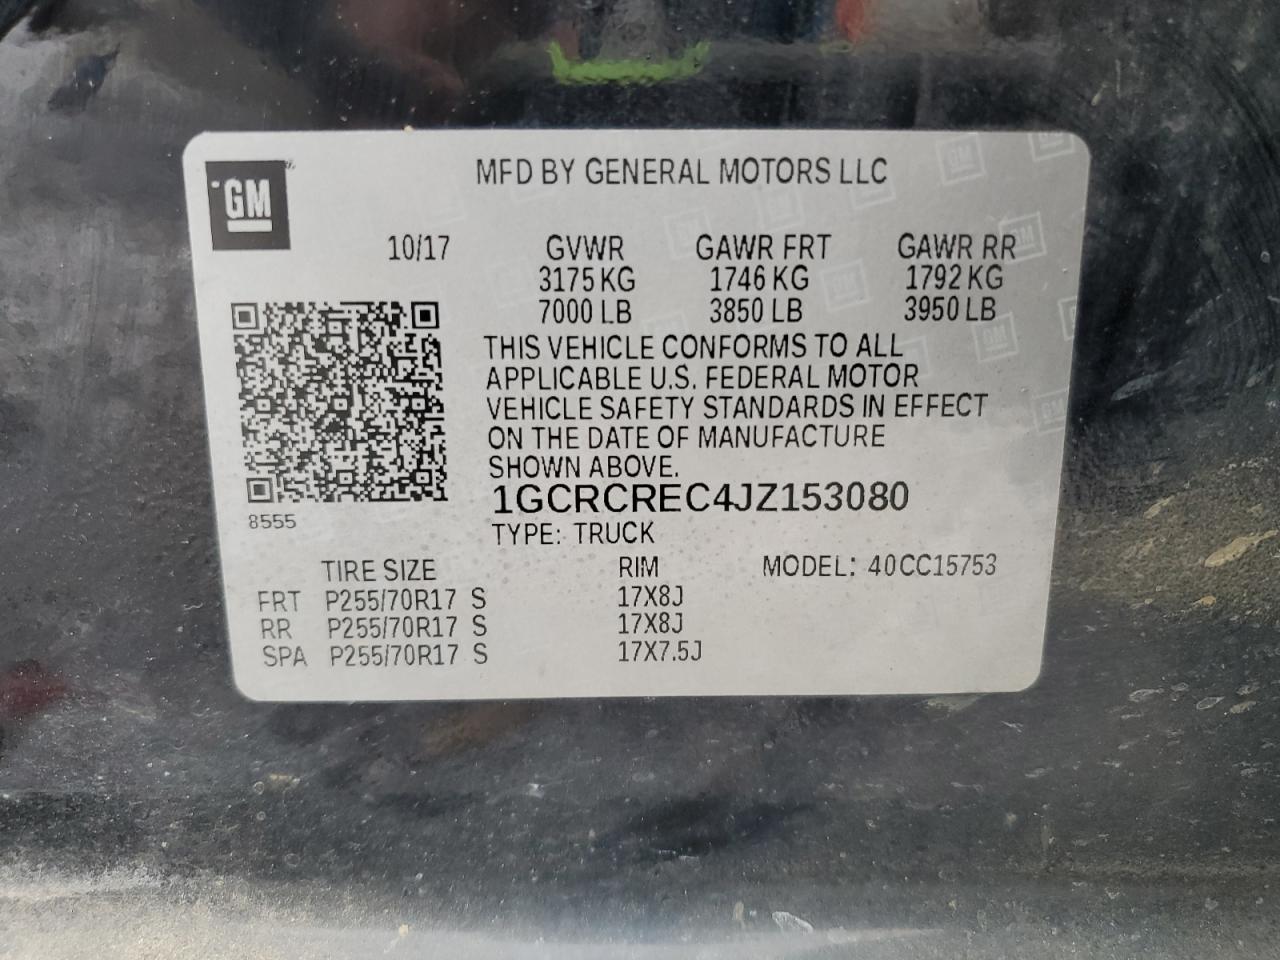 GM
MFD BY GENERAL MOTORS LLC
10/17 GVWR GAWR FRT GAWR RR
3175 KG 1746 KG 1792 KG
7000 LB 3850 LB 3950 LB
THIS VEHICLE CONFORMS TO ALL
APPLICABLE U.S. FEDERAL MOTOR
VEHICLE SAFETY STANDARDS IN EFFECT
ON THE DATE OF MANUFACTURE
SHOWN ABOVE.
1GCRCREC4JZ153080
8555
TYPE: TRUCK
TIRE SIZE RIM MODEL: 40CC15753
FRT P255/70R17 S 17X8J
RR P255/70R17 S 17X8J
SPA P255/70R17 S 17X7.5J